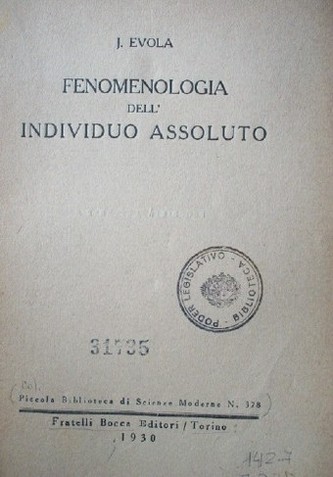 J. EVOLA
FENOMENOLOGIA
DELL'
INDIVIDUO ASSOLUTO
PODER LEGISLATIVO - BIBLIOTECA -
31735
(Col.
Piccola Biblioteca di Scienze Moderne N. 378)
Fratelli Bocca Editori / Torino
1930
142.7